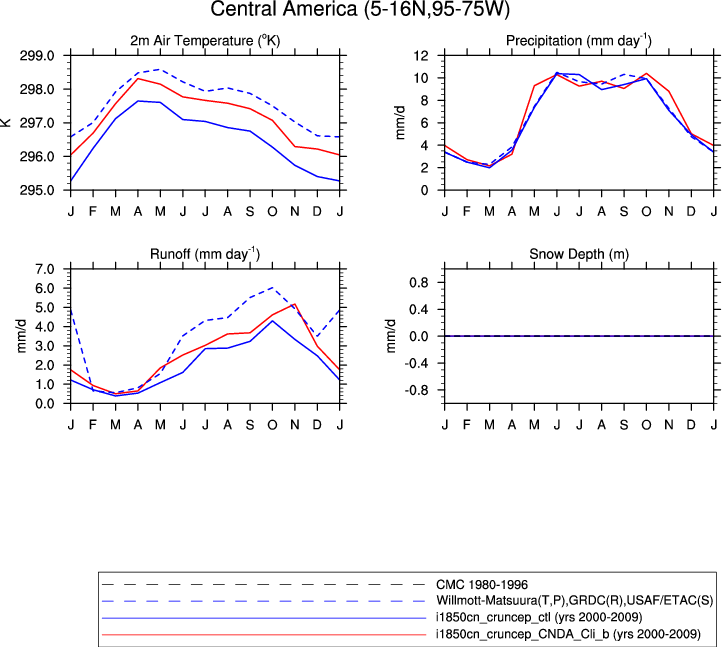 Central America (5-16N,95-75W)
2m Air Temperature (°K)
299.0
298.0
297.0
296.0
295.0
K
J F M A M J J A S O N D J
Precipitation (mm day⁻¹)
12
10
8
6
4
2
0
mm/d
J F M A M J J A S O N D J
Runoff (mm day⁻¹)
7.0
6.0
5.0
4.0
3.0
2.0
1.0
0.0
mm/d
J F M A M J J A S O N D J
Snow Depth (m)
0.8
0.4
0.0
-0.4
-0.8
mm/d
J F M A M J J A S O N D J
CMC 1980-1996
Willmott-Matsuura(T,P),GRDC(R),USAF/ETAC(S)
i1850cn_cruncep_ctl (yrs 2000-2009)
i1850cn_cruncep_CNDA_Cli_b (yrs 2000-2009)